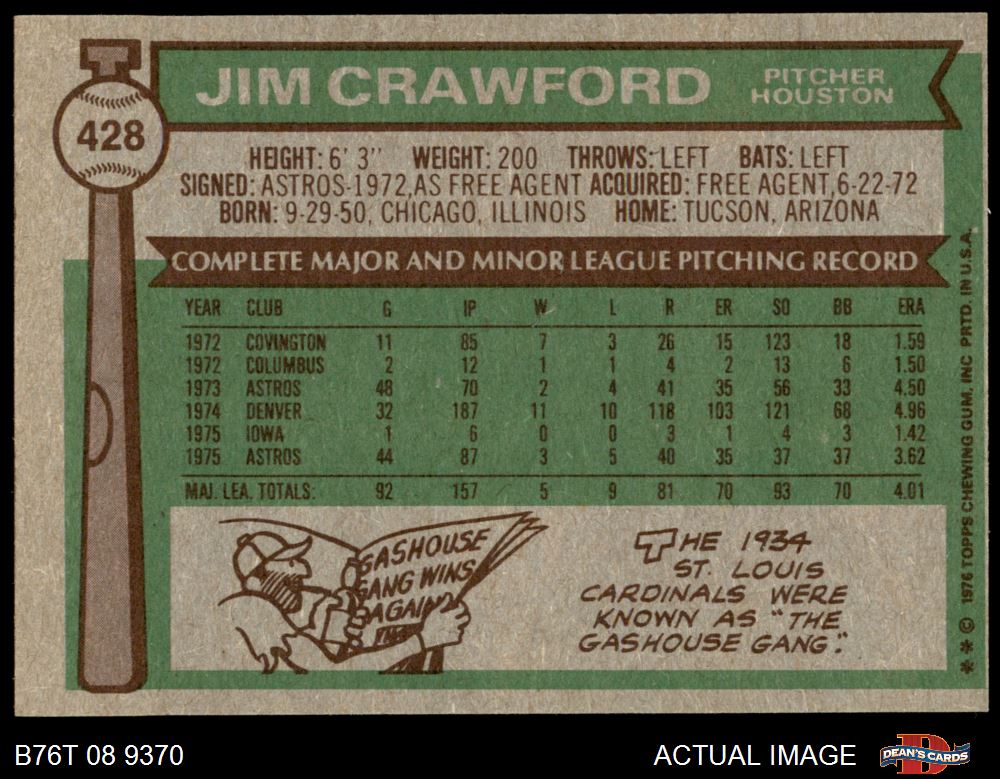 JIM CRAWFORD
PITCHER
HOUSTON
428
HEIGHT: 6' 3" WEIGHT: 200 THROWS: LEFT BATS: LEFT
SIGNED: ASTROS-1972, AS FREE AGENT ACQUIRED: FREE AGENT, 6-22-72
BORN: 9-29-50, CHICAGO, ILLINOIS HOME: TUCSON, ARIZONA
COMPLETE MAJOR AND MINOR LEAGUE PITCHING RECORD
YEAR CLUB G IP W L R ER SO BB ERA
1972 COVINGTON 11 85 7 3 26 15 123 18 1.59
1972 COLUMBUS 2 12 1 1 4 2 13 6 1.50
1973 ASTROS 48 70 2 4 41 35 56 33 4.50
1974 DENVER 32 187 11 10 118 103 121 68 4.96
1975 IOWA 1 6 0 0 3 1 4 3 1.42
1975 ASTROS 44 87 3 5 40 35 37 37 3.62
MAJ. LEA. TOTALS: 92 157 5 9 81 70 93 70 4.01
GASHOUSE
GANG WINS
AGAIN
THE 1934
ST. LOUIS
CARDINALS WERE
KNOWN AS "THE
GASHOUSE GANG."
* * © 1976 TOPPS CHEWING GUM, INC PRTD. IN U.S.A.
B76T 08 9370
ACTUAL IMAGE
DEAN'S CARDS